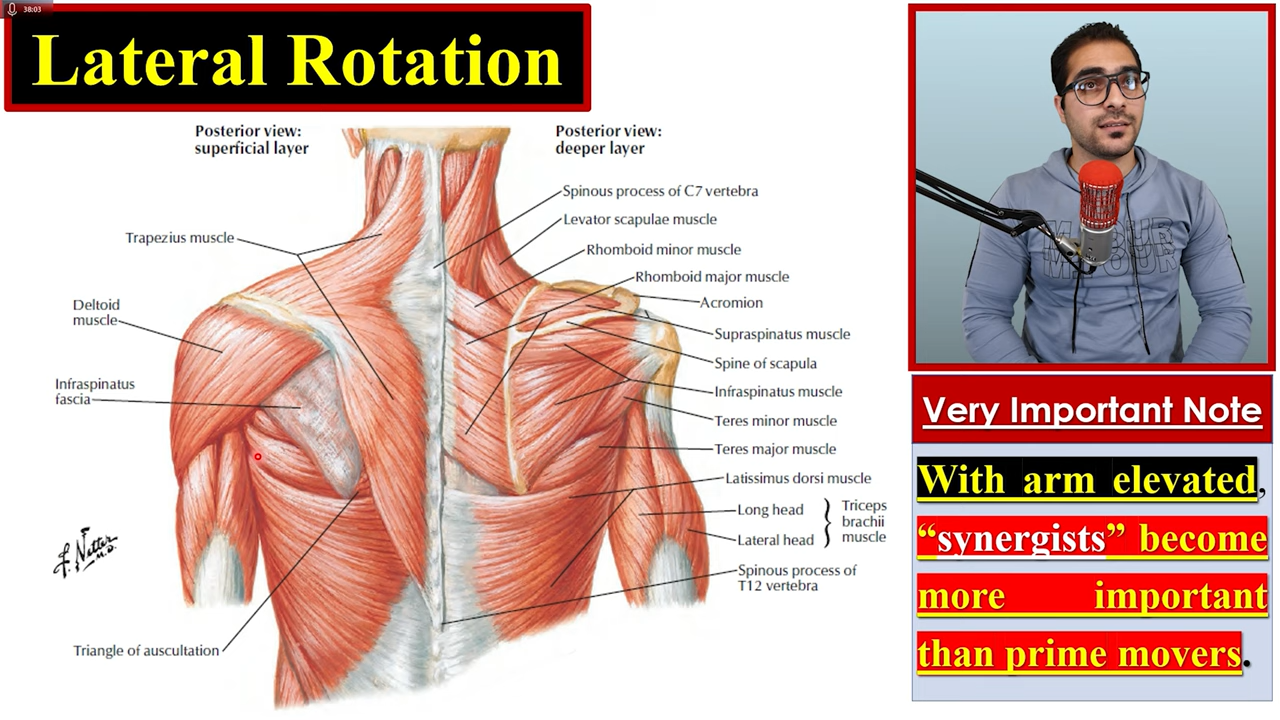 38:03
Lateral Rotation
Posterior view:
superficial layer
Posterior view:
deeper layer
Spinous process of C7 vertebra
Levator scapulae muscle
Trapezius muscle
Rhomboid minor muscle
Rhomboid major muscle
Acromion
Deltoid
muscle
Supraspinatus muscle
Spine of scapula
Infraspinatus
fascia
Infraspinatus muscle
Teres minor muscle
Teres major muscle
Latissimus dorsi muscle
Long head
Lateral head
Triceps
brachii
muscle
Spinous process of
T12 vertebra
Triangle of auscultation
F. Netter
M.D.
Very Important Note
With arm elevated,
“synergists” become
more important
than prime movers.